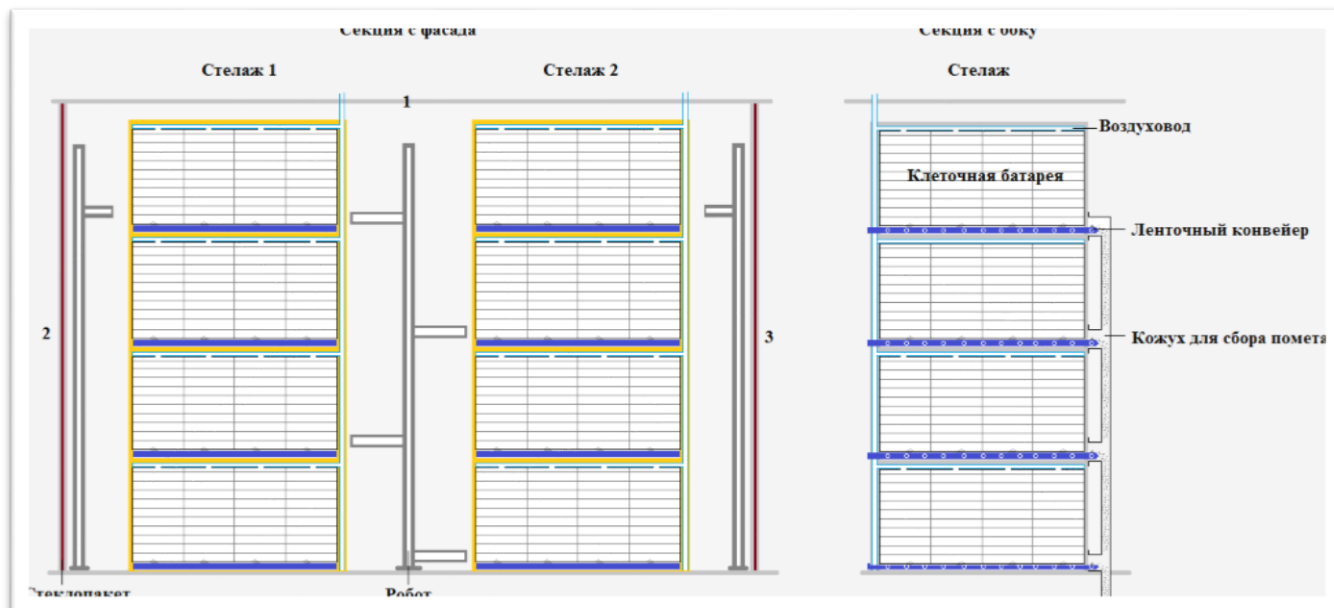 Секция с фасада
Секция с боку
Стелаж 1
Стелаж 2
Стелаж
1
Воздуховод
Клеточная батарея
Ленточный конвейер
2
3
Кожух для сбора помета
Стеклопакет
Робот